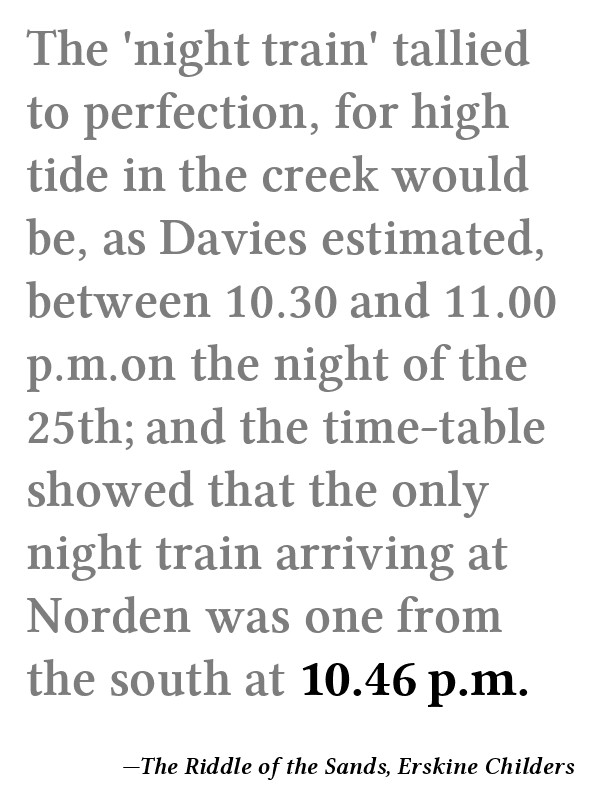 The 'night train' tallied
to perfection, for high
tide in the creek would
be, as Davies estimated,
between 10.30 and 11.00
p.m.on the night of the
25th; and the time-table
showed that the only
night train arriving at
Norden was one from
the south at 10.46 p.m.
—The Riddle of the Sands, Erskine Childers